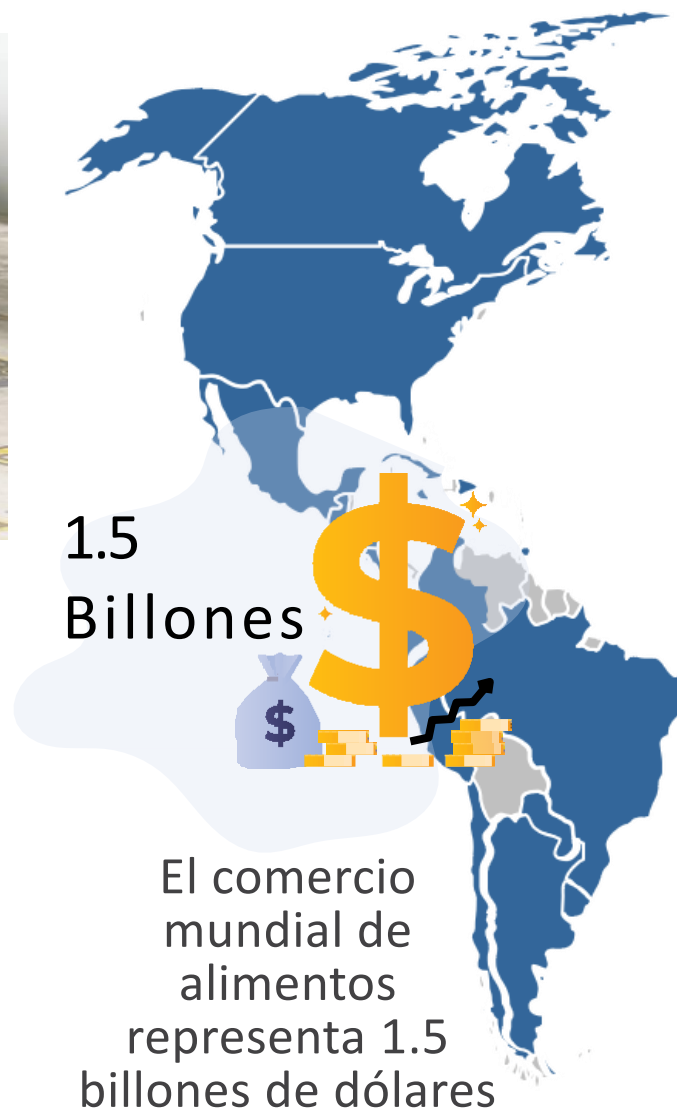 1.5
Billones
$
$
El comercio
mundial de
alimentos
representa 1.5
billones de dólares